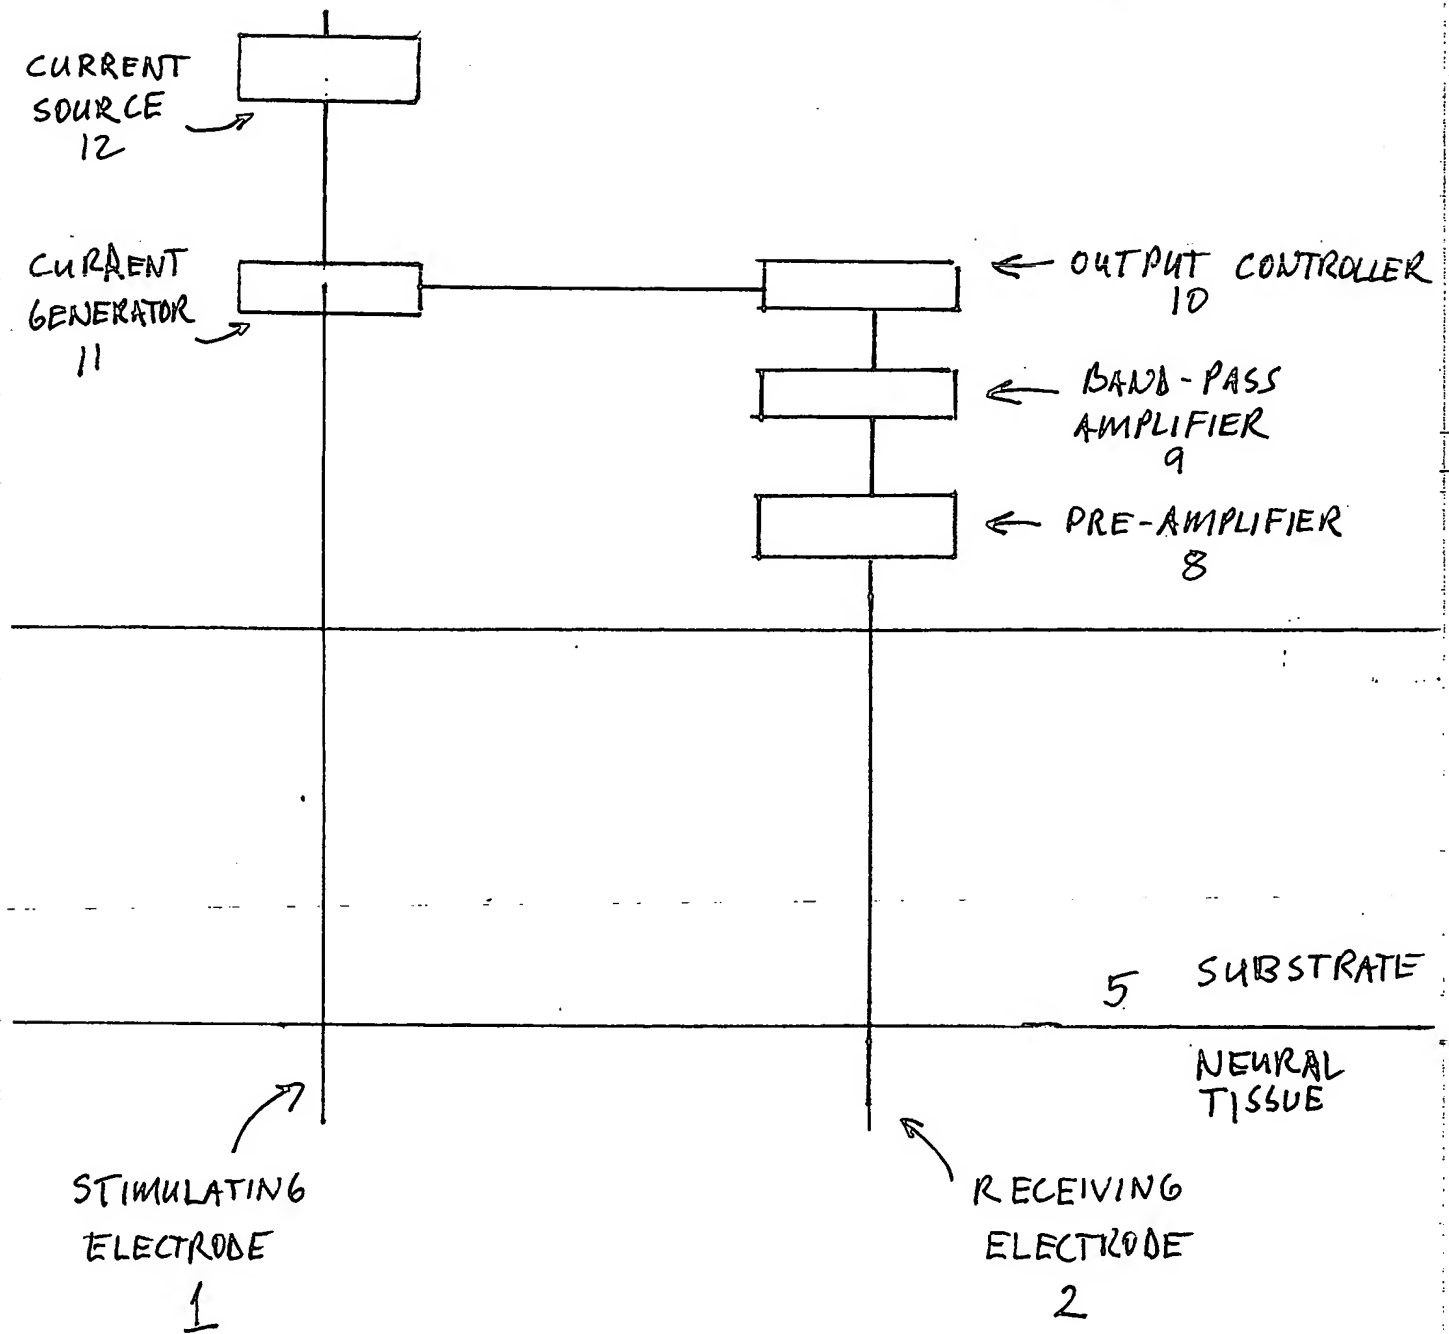 CURRENT
SOURCE
12
CURRENT
GENERATOR
11
OUTPUT CONTROLLER
10
BAND-PASS
AMPLIFIER
9
PRE-AMPLIFIER
8
5 SUBSTRATE
NEURAL
TISSUE
STIMULATING
ELECTRODE
1
RECEIVING
ELECTRODE
2